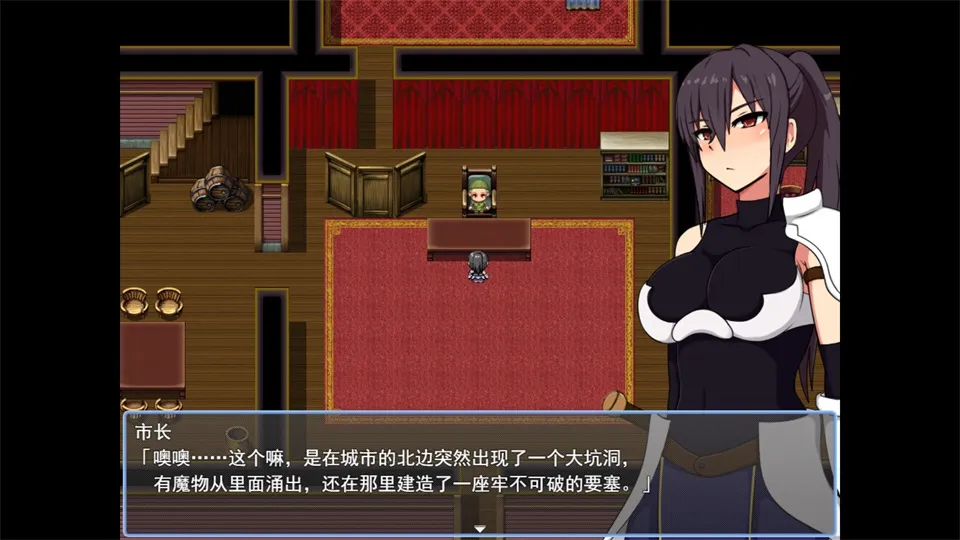 市长
「噢噢……这个嘛，是在城市的北边突然出现了一个大坑洞，
有魔物从里面涌出，还在那里建造了一座牢不可破的要塞。」